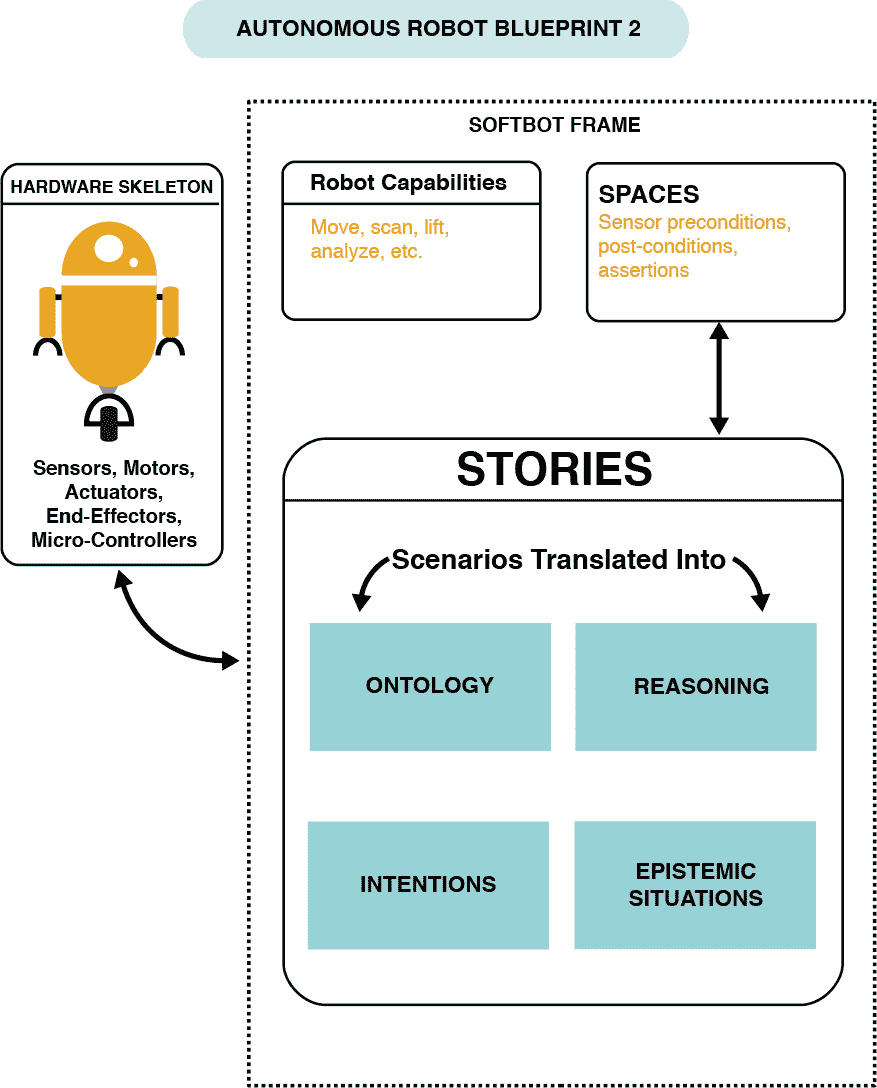 AUTONOMOUS ROBOT BLUEPRINT 2
SOFTBOT FRAME
HARDWARE SKELETON
Sensors, Motors,
Actuators,
End-Effectors,
Micro-Controllers
Robot Capabilities
Move, scan, lift,
analyze, etc.
SPACES
Sensor preconditions,
post-conditions,
assertions
STORIES
Scenarios Translated Into
ONTOLOGY
REASONING
INTENTIONS
EPISTEMIC
SITUATIONS